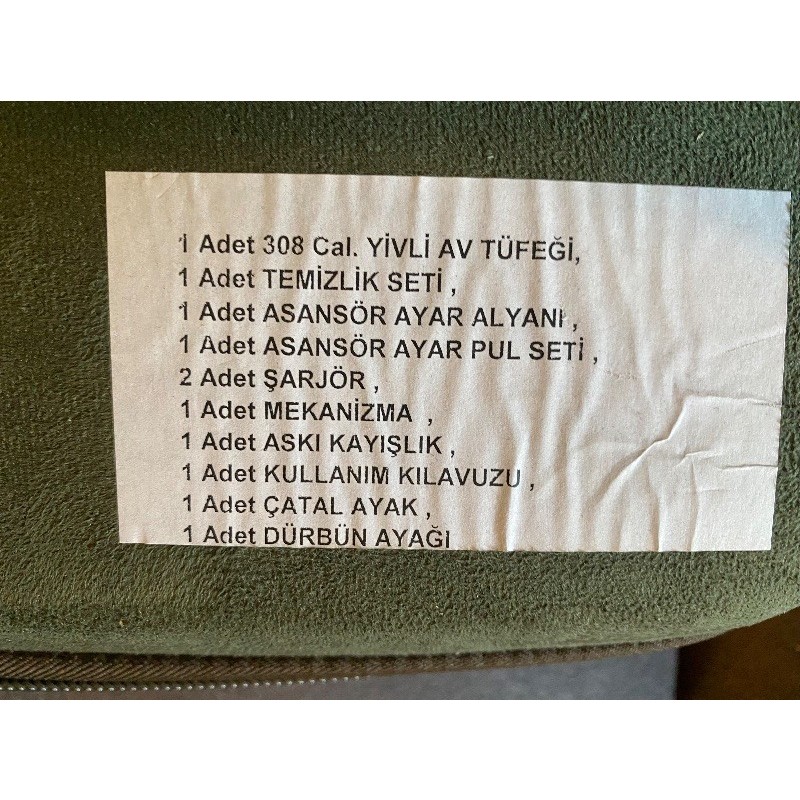 1 Adet 308 Cal. YİVLİ AV TÜFEĞİ,
1 Adet TEMİZLİK SETİ ,
1 Adet ASANSÖR AYAR ALYANI ,
1 Adet ASANSÖR AYAR PUL SETİ ,
2 Adet ŞARJÖR ,
1 Adet MEKANİZMA ,
1 Adet ASKI KAYIŞLIK ,
1 Adet KULLANIM KILAVUZU ,
1 Adet ÇATAL AYAK ,
1 Adet DÜRBÜN AYAĞI